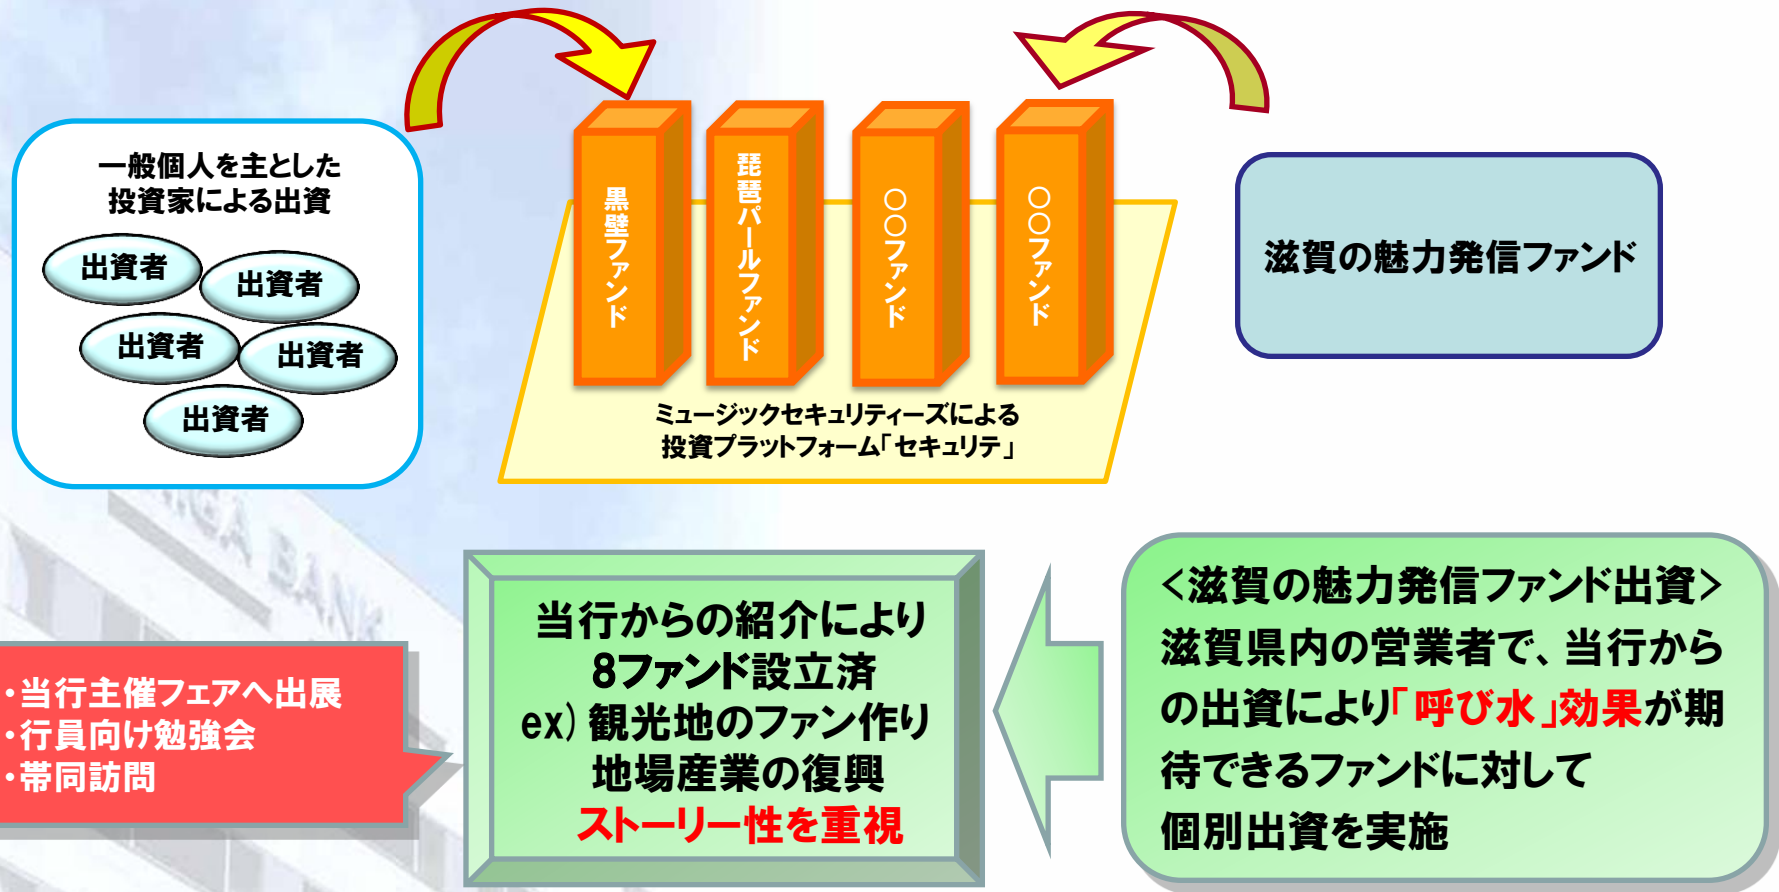 一般個人を主とした
投資家による出資
出資者
出資者
出資者
出資者
出資者
黒壁ファンド
琵琶パールファンド
○○ファンド
○○ファンド
ミュージックセキュリティーズによる
投資プラットフォーム「セキュリテ」
滋賀の魅力発信ファンド
・当行主催フェアへ出展
・行員向け勉強会
・帯同訪問
当行からの紹介により
8ファンド設立済
ex)観光地のファン作り
地場産業の復興
ストーリー性を重視
<滋賀の魅力発信ファンド出資>
滋賀県内の営業者で、当行から
の出資により「呼び水」効果が期
待できるファンドに対して
個別出資を実施
GA BANK